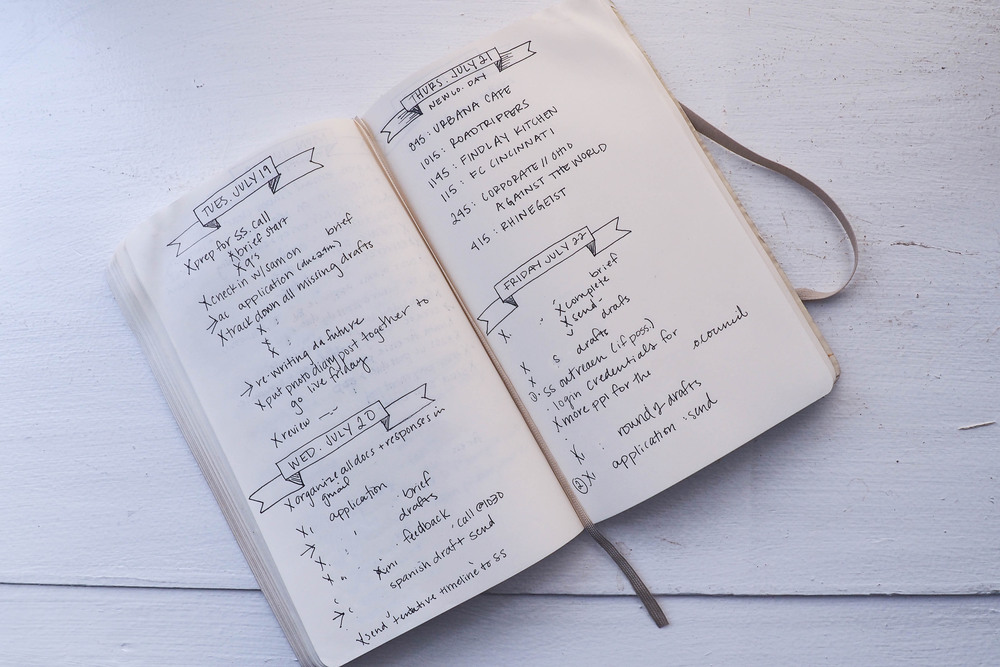 TUES. JULY 19
X prep for SS. call
X brief start
X q's
X check in w/ sam on brief
> ac application
X track down all missing drafts
X
X
> re-writing da future
X put photo diary post together to
go live friday
X review
WED. JULY 20
X organize all docs + responses in
gmail
X application brief
> drafts
X feedback
X call @ 1030
> spanish draft send
X send tentative timeline to SS
THURS. JULY 21
NEWCO. DAY
845: URBANA CAFE
1015: ROADTRIPPERS
1145: FINDLAY KITCHEN
115: FC CINCINNATI
245: CORPORATE // OHIO
AGAINST THE WORLD
415: RHINEGEIST
FRIDAY JULY 22
X brief
X complete
X send
drafs
X s drafts
X
SS outreach (if poss)
login credentials for
X more ppl for the council
X round 2 drafts
X application send